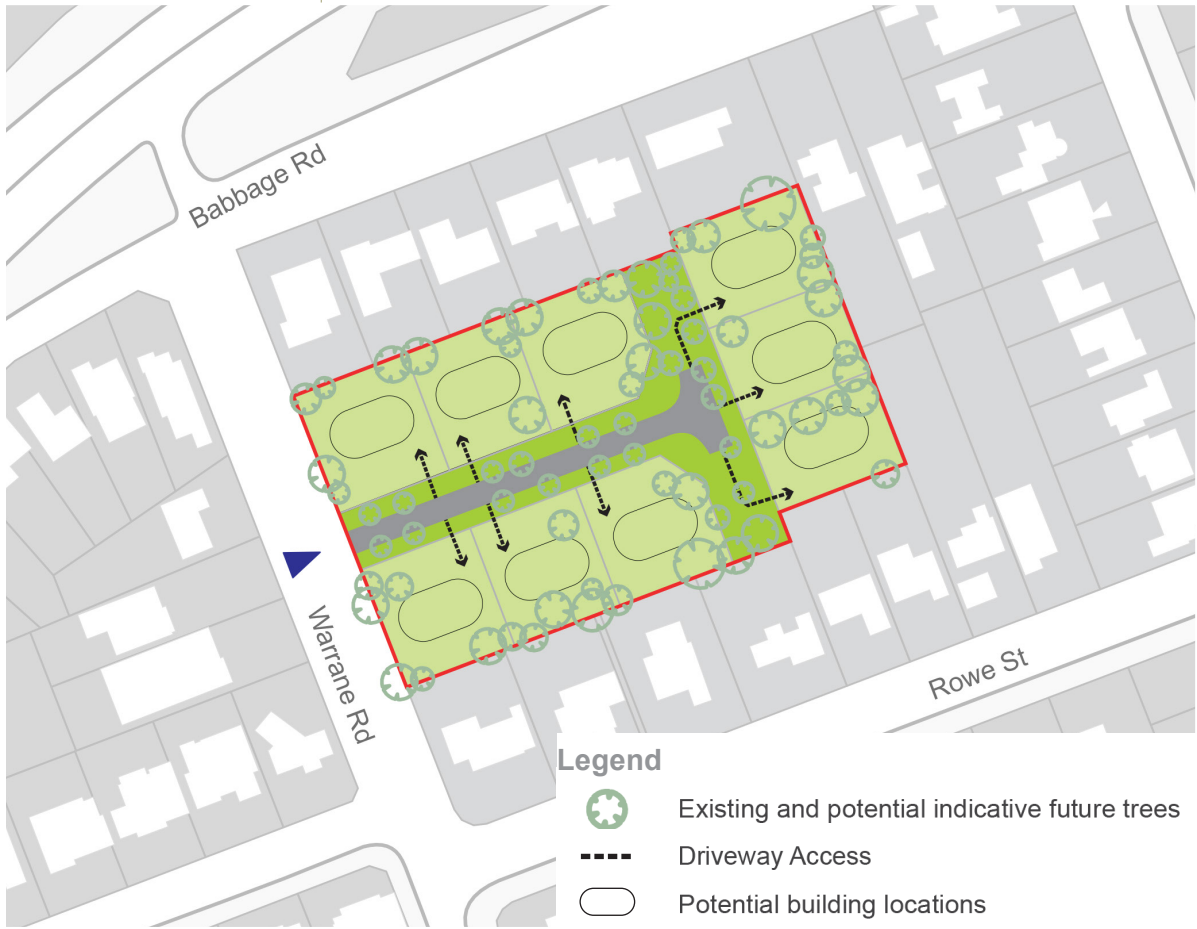 Babbage Rd
Warrane Rd
Rowe St
Legend
Existing and potential indicative future trees
Driveway Access
Potential building locations